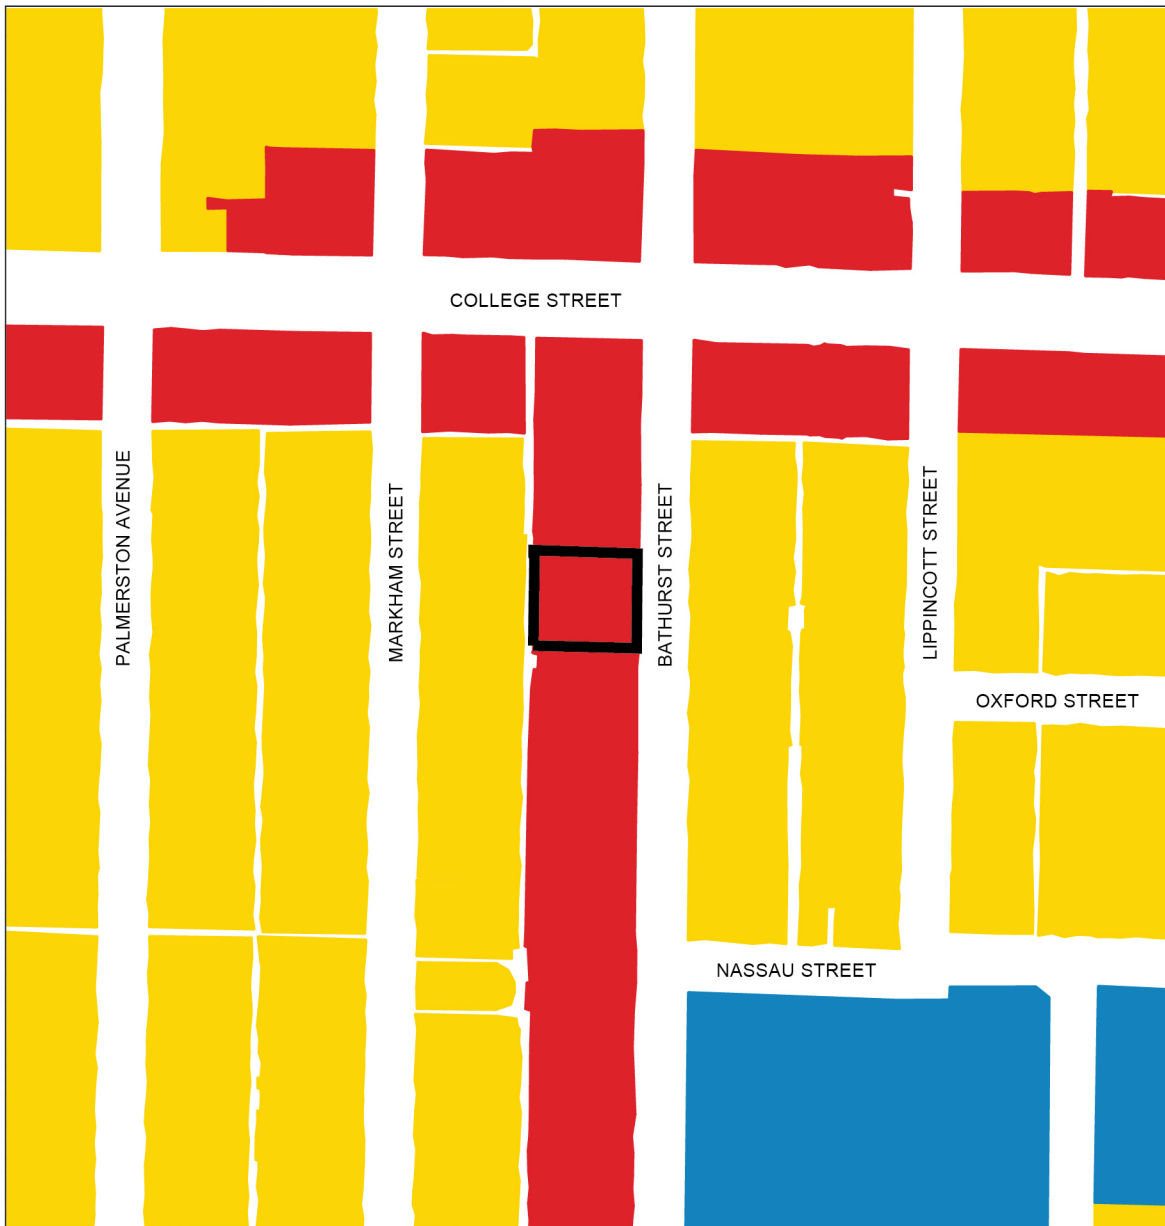 COLLEGE STREET
PALMERSTON AVENUE
MARKHAM STREET
BATHURST STREET
LIPPINCOTT STREET
OXFORD STREET
NASSAU STREET